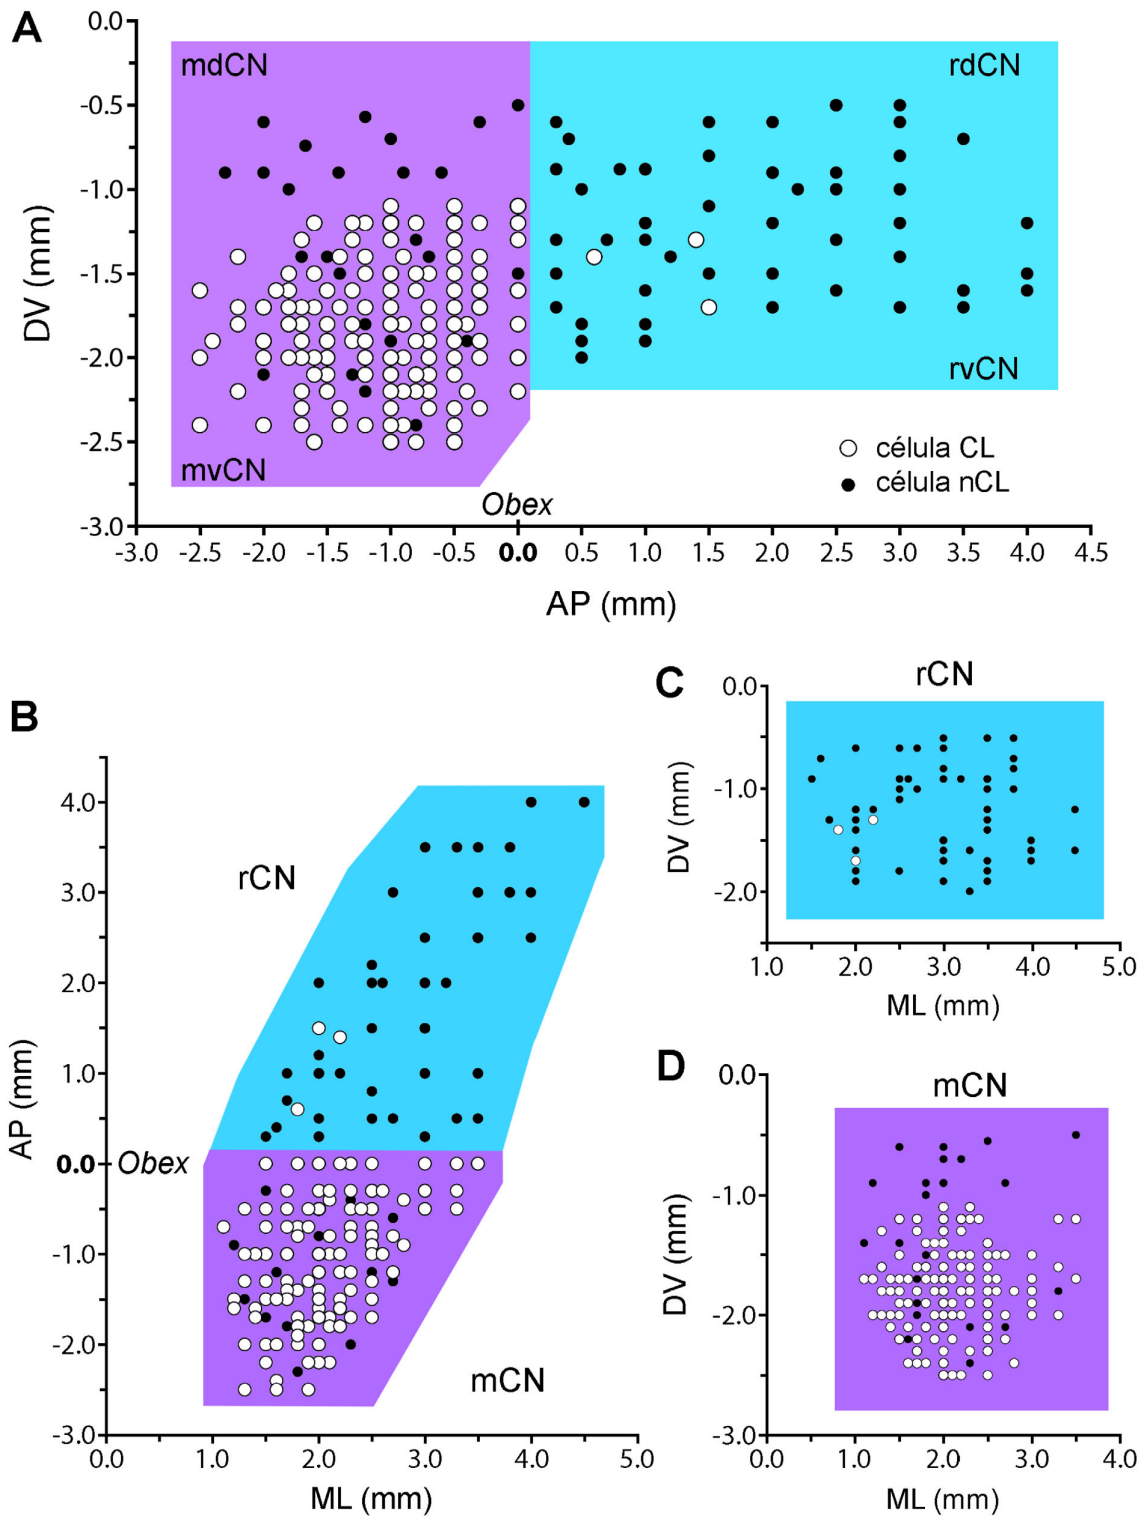 A
0.0
mdCN
rdCN
-0.5
-1.0
-1.5
DV (mm)
-2.0
rvCN
-2.5
mvCN
célula CL
célula nCL
Obex
-3.0
-3.0 -2.5 -2.0 -1.5 -1.0 -0.5 0.0 0.5 1.0 1.5 2.0 2.5 3.0 3.5 4.0 4.5
AP (mm)
B
4.0
rCN
3.0
2.0
AP (mm)
1.0
0.0 Obex
-1.0
-2.0
mCN
-3.0
1.0 2.0 3.0 4.0 5.0
ML (mm)
C
rCN
0.0
DV (mm)
-1.0
-2.0
1.0 2.0 3.0 4.0 5.0
ML (mm)
D
mCN
0.0
-1.0
DV (mm)
-2.0
-3.0
0.0 1.0 2.0 3.0 4.0
ML (mm)